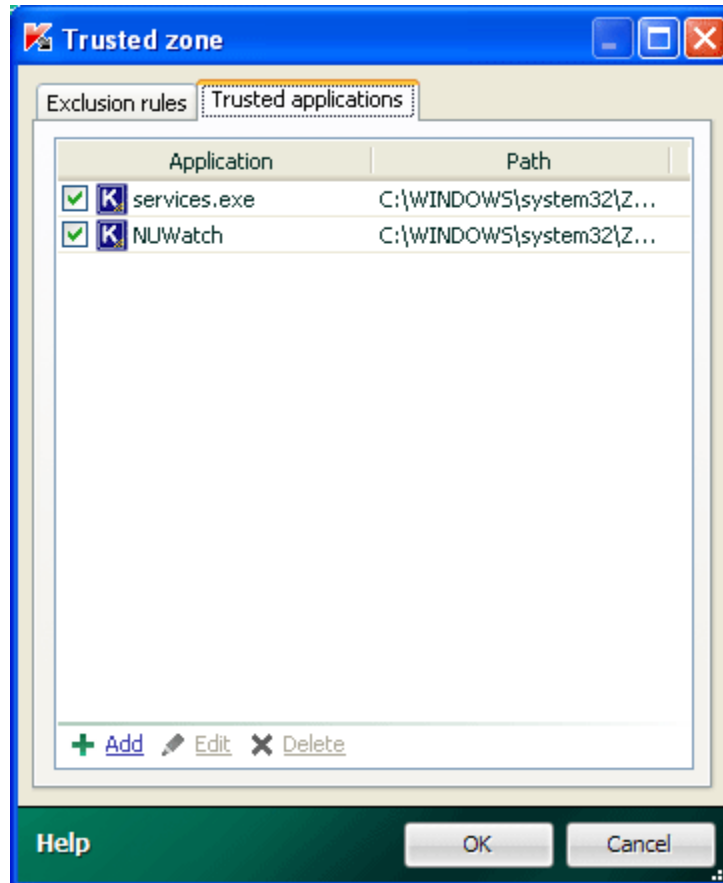 Trusted zone
Exclusion rules Trusted applications
Application Path
services.exe C:\WINDOWS\system32\Z...
NUWatch C:\WINDOWS\system32\Z...
Add Edit Delete
Help OK Cancel